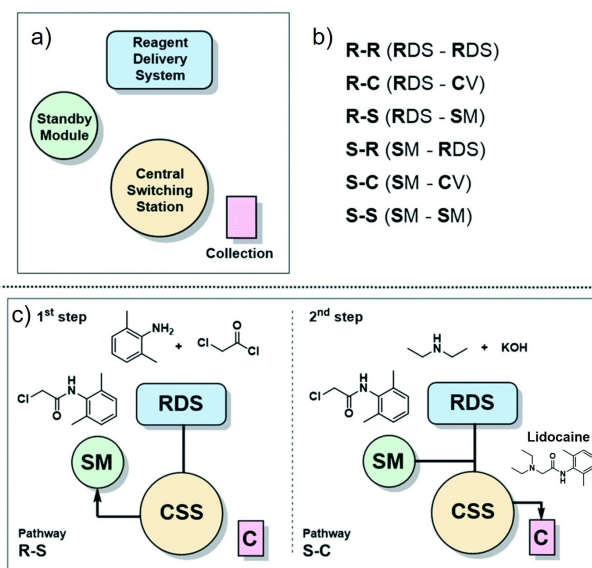 a)
Reagent
Delivery
System
Standby
Module
Central
Switching
Station
Collection
b)
R-R (RDS - RDS)
R-C (RDS - CV)
R-S (RDS - SM)
S-R (SM - RDS)
S-C (SM - CV)
S-S (SM - SM)
c) 1st step
NH2
+
Cl
O
Cl
Cl
H
N
O
RDS
SM
CSS
C
Pathway
R-S
2nd step
H
N
+ KOH
Cl
H
N
O
RDS
SM
Lidocaine
N
O
N
H
CSS
C
Pathway
S-C